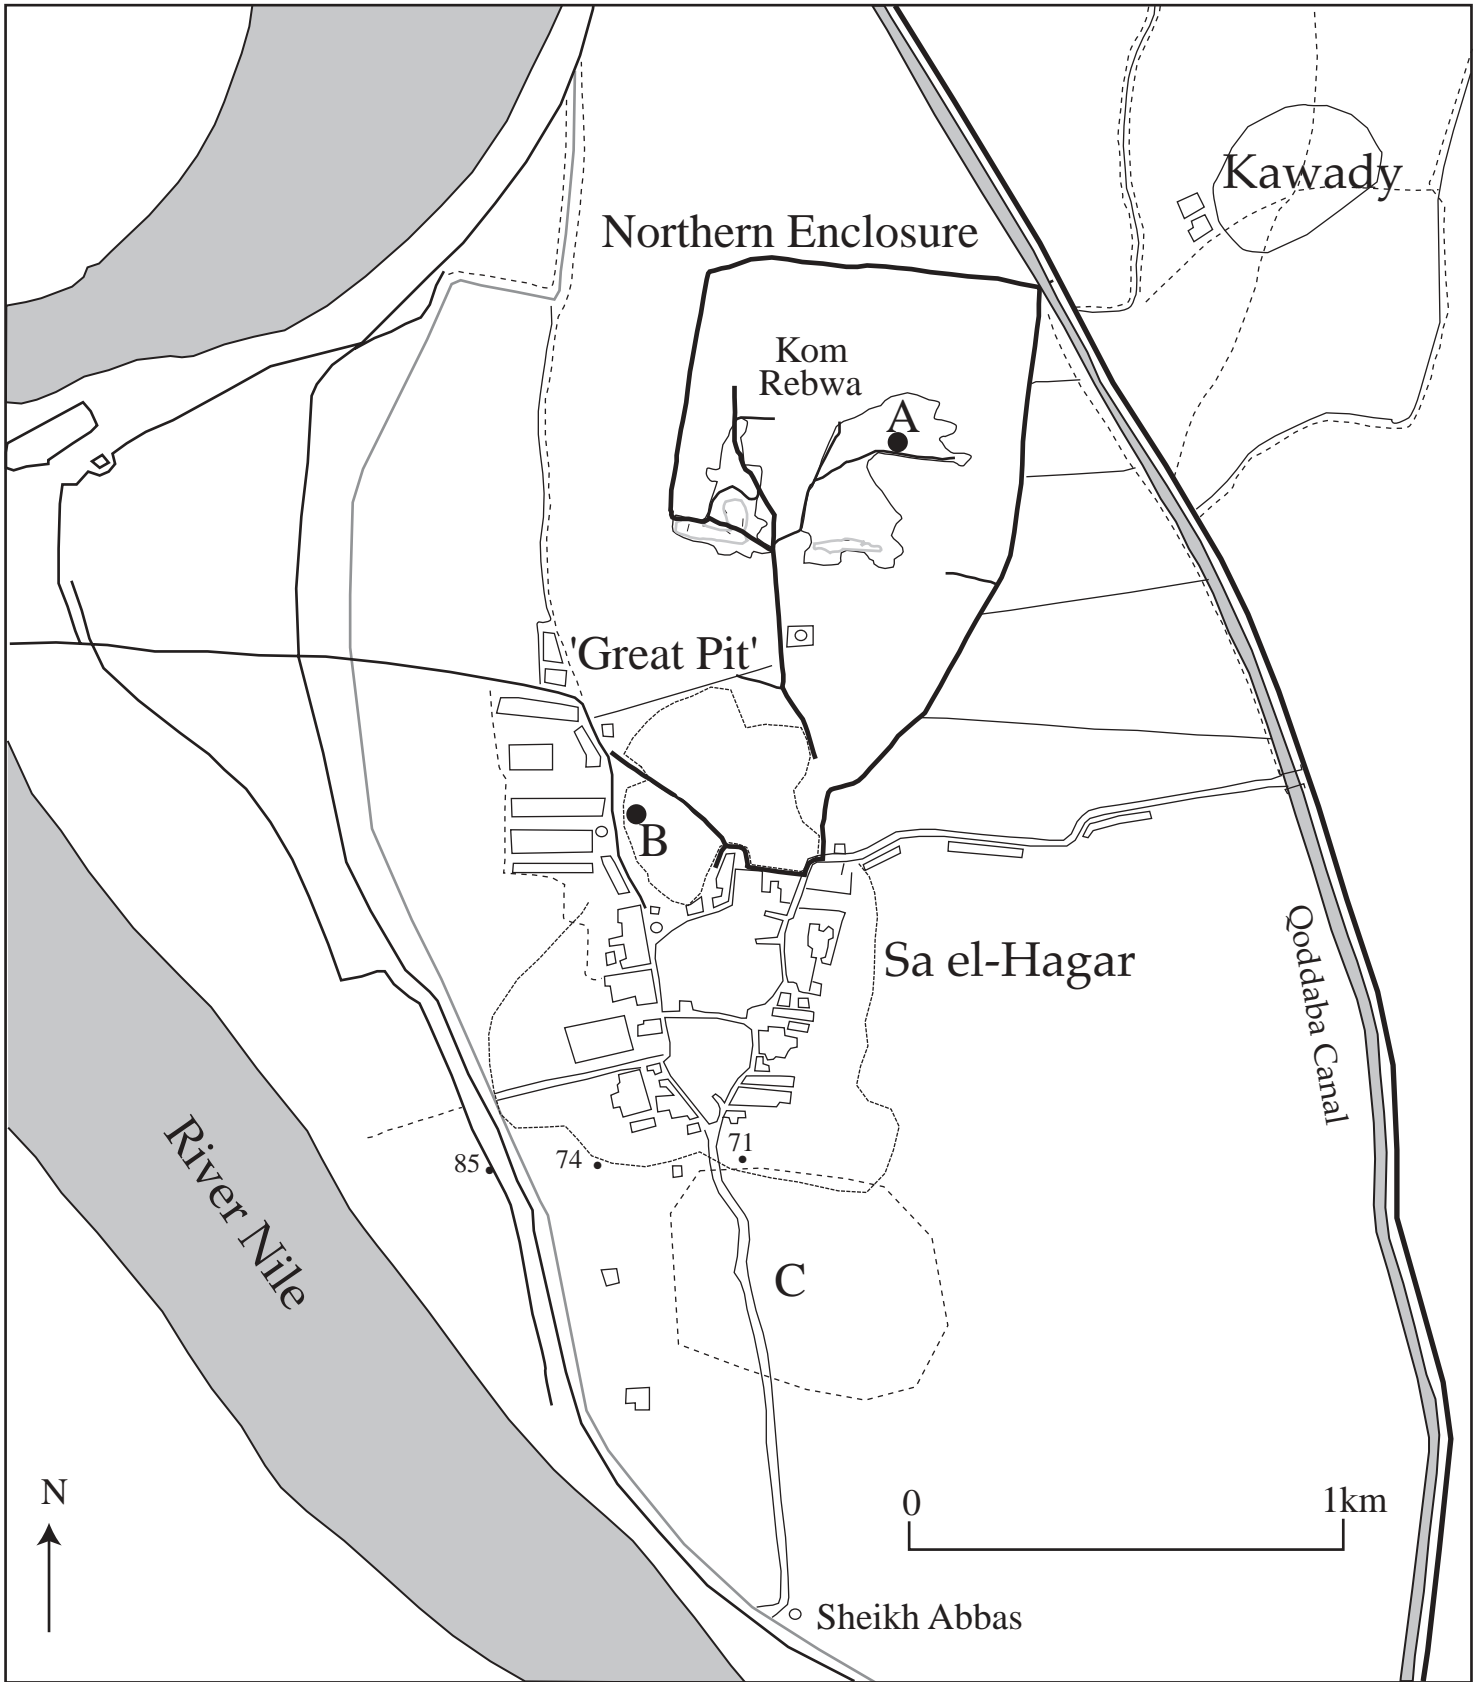 Kawady
Northern Enclosure
Kom
Rebwa
A
'Great Pit'
B
Sa el-Hagar
Qoddaba Canal
River Nile
85
74
71
C
N
0
1km
Sheikh Abbas